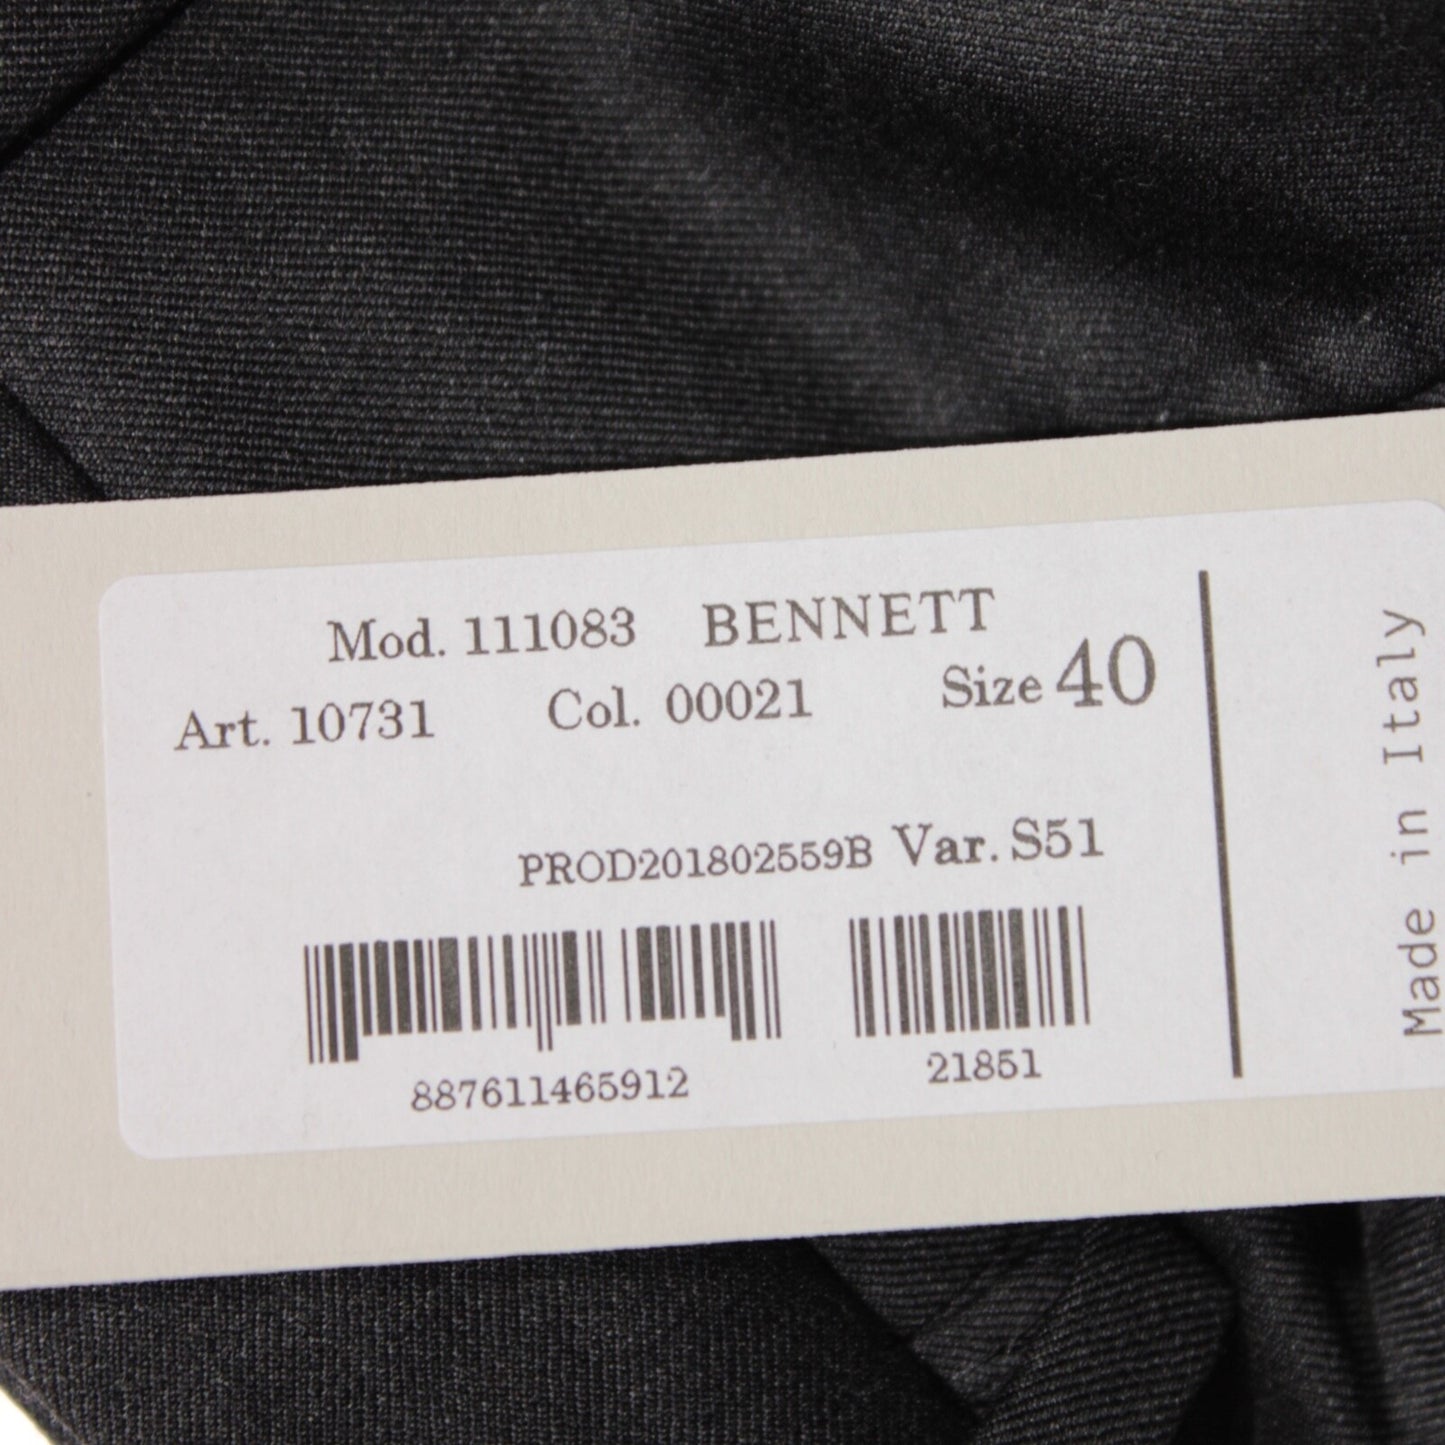 Mod. 111083 BENNETT
Art. 10731 Col. 00021 Size 40
PROD201802559B Var. S51
887611465912 21851
Made in Italy